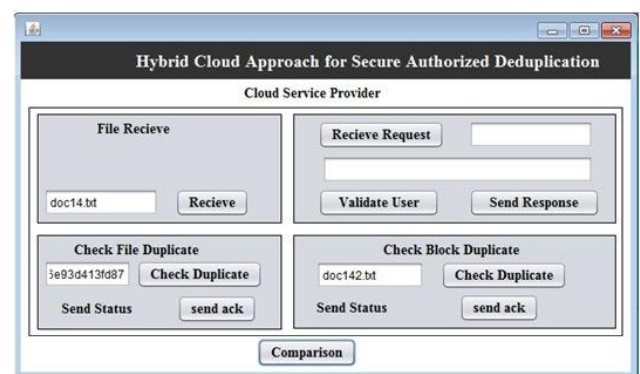 Hybrid Cloud Approach for Secure Authorized Deduplication
Cloud Service Provider
File Recieve
doc14.txt
Recieve
Recieve Request
Validate User
Send Response
Check File Duplicate
5e93d413fd87
Check Duplicate
Send Status
send ack
Check Block Duplicate
doc142.txt
Check Duplicate
Send Status
send ack
Comparison